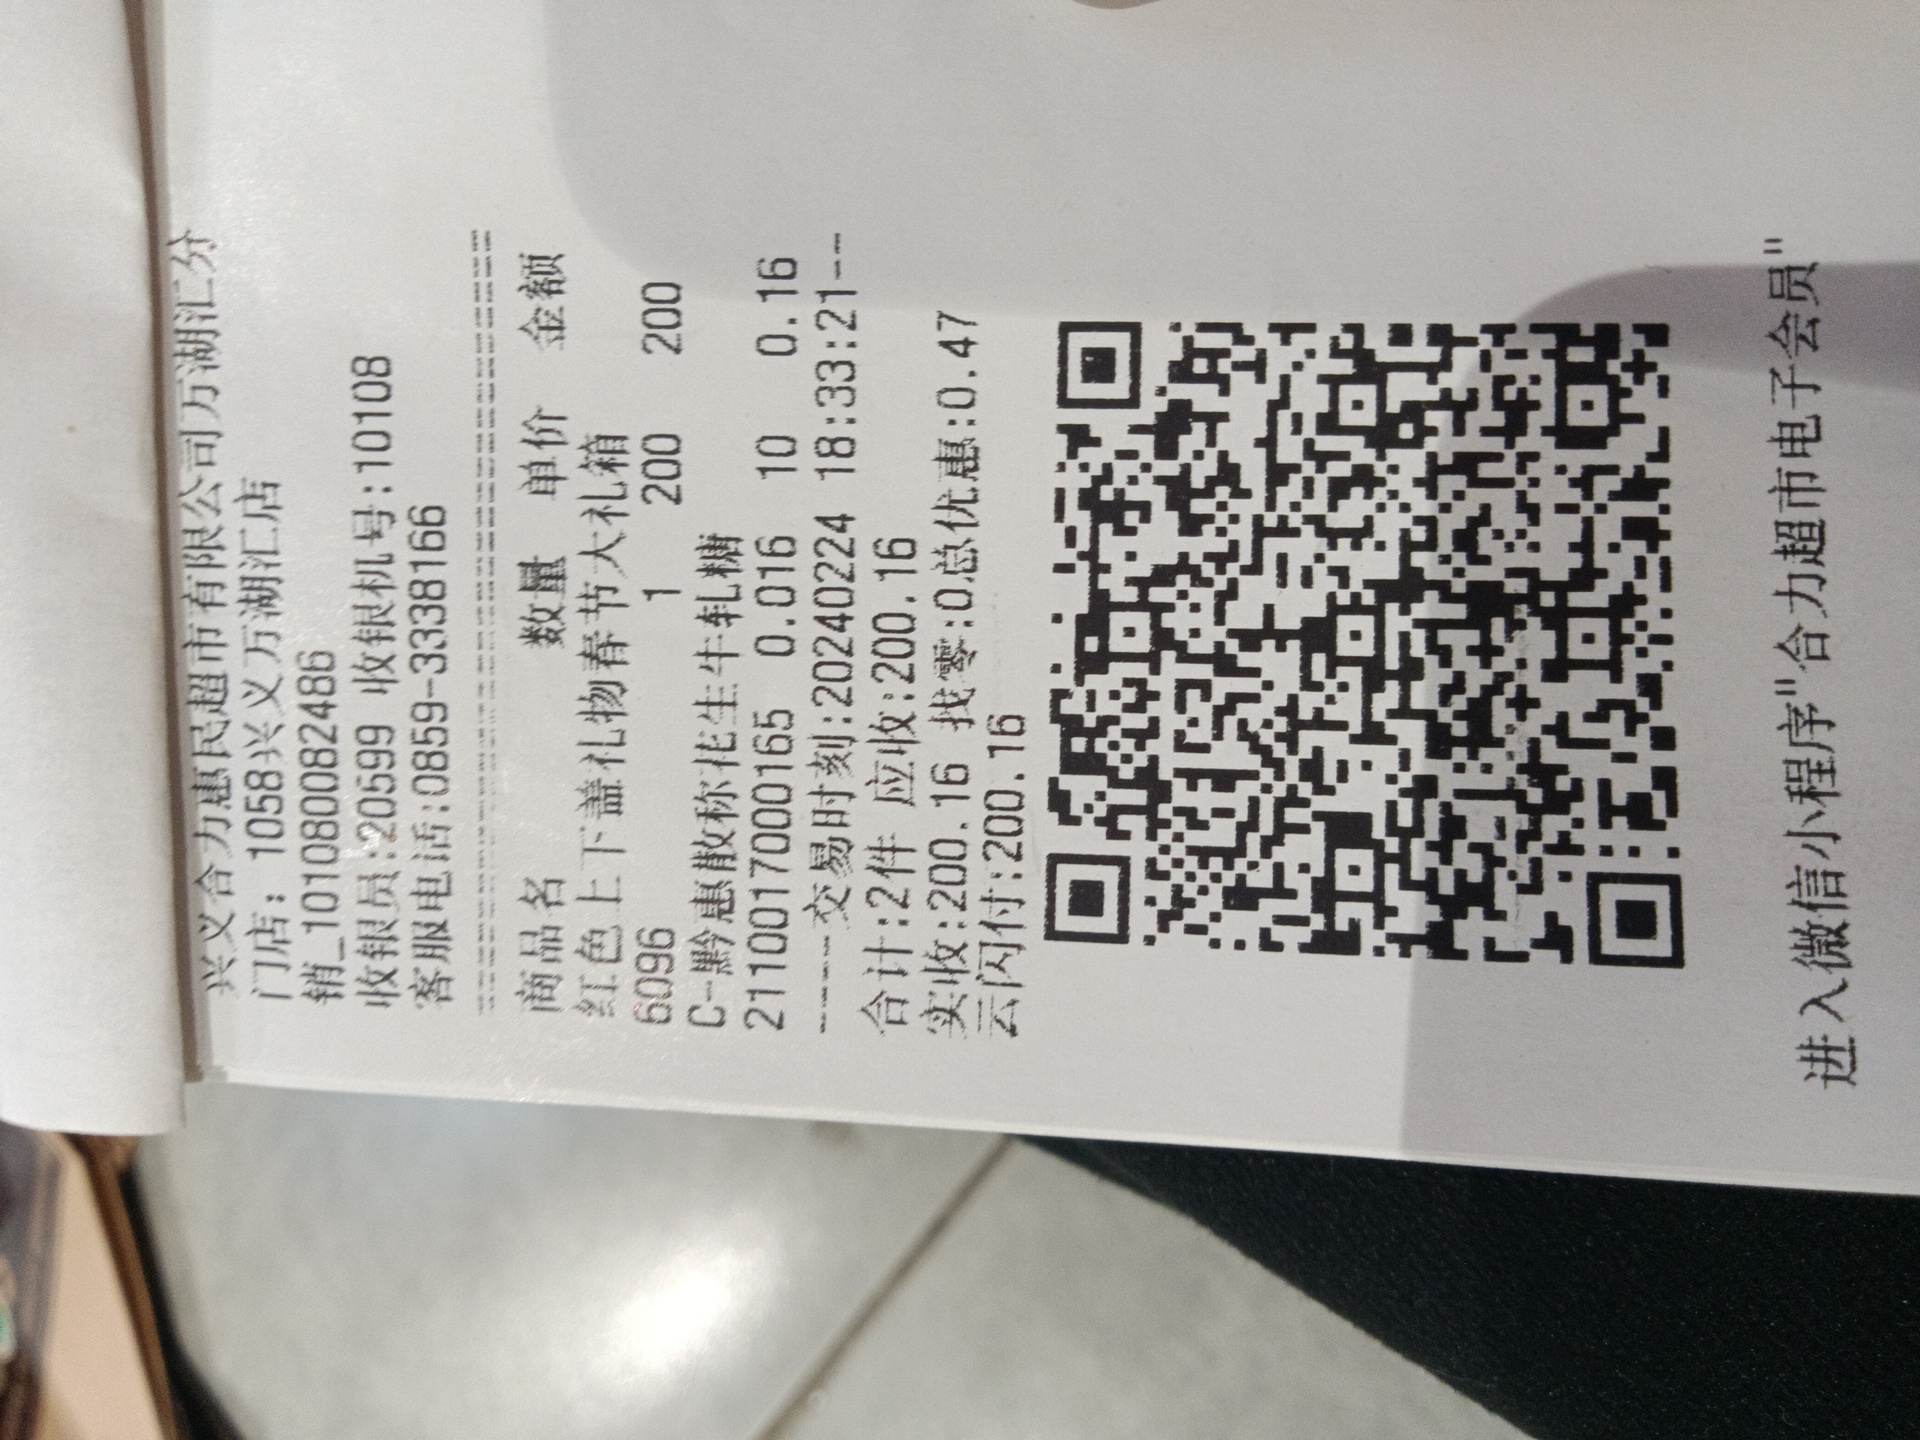 兴义合力惠民超市有限公司万湖汇分
门店: 1058兴义万湖汇店
销_101080082486
收银员:20599 收银机号:10108
客服电话:0859-3338166
商品名 数量 单价 金额
红色上下盖礼物春节大礼箱
6096 1 200 200
C-黔惠散称花生牛轧糖
2110017000165 0.016 10 0.16
---交易时刻:20240224 18:33:21--
合计:2件 应收:200.16
实收:200.16 找零:0总优惠:0.47
云闪付:200.16
进入微信小程序"合力超市电子会员"